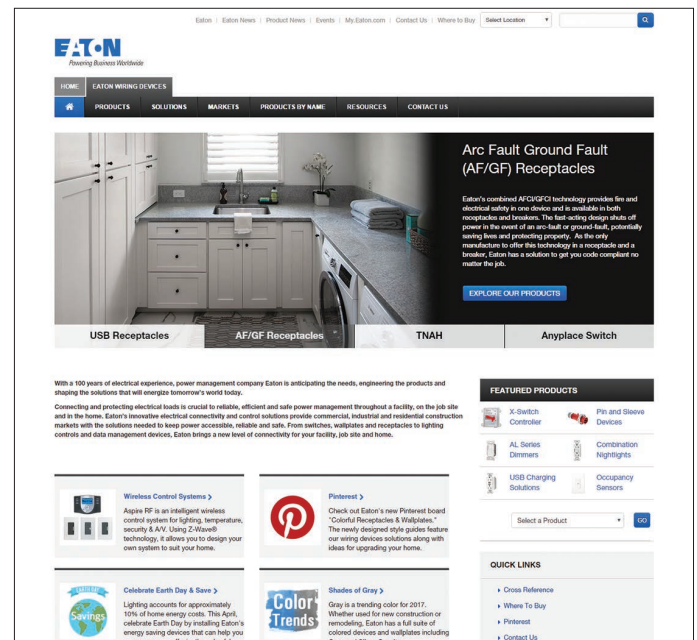 Eaton | Eaton News | Product News | Events | My.Eaton.com | Contact Us | Where to Buy
Select Location
EATON
Powering Business Worldwide
HOME
EATON WIRING DEVICES
PRODUCTS
SOLUTIONS
MARKETS
PRODUCTS BY NAME
RESOURCES
CONTACT US
Arc Fault Ground Fault
(AF/GF) Receptacles
Eaton's combined AFCI/GFCI technology provides fire and
electrical safety in one device and is available in both
receptacles and breakers. The fast-acting design shuts off
power in the event of an arc-fault or ground-fault, potentially
saving lives and protecting property. As the only
manufacture to offer this technology in a receptacle and a
breaker, Eaton has a solution to get you code compliant no
matter the job.
EXPLORE OUR PRODUCTS
USB Receptacles
AF/GF Receptacles
TNAH
Anyplace Switch
With a 100 years of electrical experience, power management company Eaton is anticipating the needs, engineering the products and
shaping the solutions that will energize tomorrow's world today.
Connecting and protecting electrical loads is crucial to reliable, efficient and safe power management throughout a facility, on the job site
and in the home. Eaton's innovative electrical connectivity and control solutions provide commercial, industrial and residential construction
markets with the solutions needed to keep power accessible, reliable and safe. From switches, wallplates and receptacles to lighting
controls and data management devices, Eaton brings a new level of connectivity for your facility, job site and home.
Wireless Control Systems >
Aspire RF is an intelligent wireless
control system for lighting, temperature,
security & A/V. Using Z-Wave®
technology, it allows you to design your
own system to suit your home.
Pinterest >
Check out Eaton's new Pinterest board
"Colorful Receptacles & Wallplates."
The newly designed style guides feature
our wiring devices solutions along with
ideas for upgrading your home.
EARTH DAY
Savings
Celebrate Earth Day & Save >
Lighting accounts for approximately
10% of home energy costs. This April,
celebrate Earth Day by installing Eaton's
energy saving devices that can help you
Color
Trends
Shades of Gray >
Gray is a trending color for 2017.
Whether used for new construction or
remodeling, Eaton has a full suite of
colored devices and wallplates including
FEATURED PRODUCTS
X-Switch
Controller
Pin and Sleeve
Devices
AL Series
Dimmers
Combination
Nightlights
USB Charging
Solutions
Occupancy
Sensors
Select a Product
GO
QUICK LINKS
Cross Reference
Where To Buy
Pinterest
Contact Us